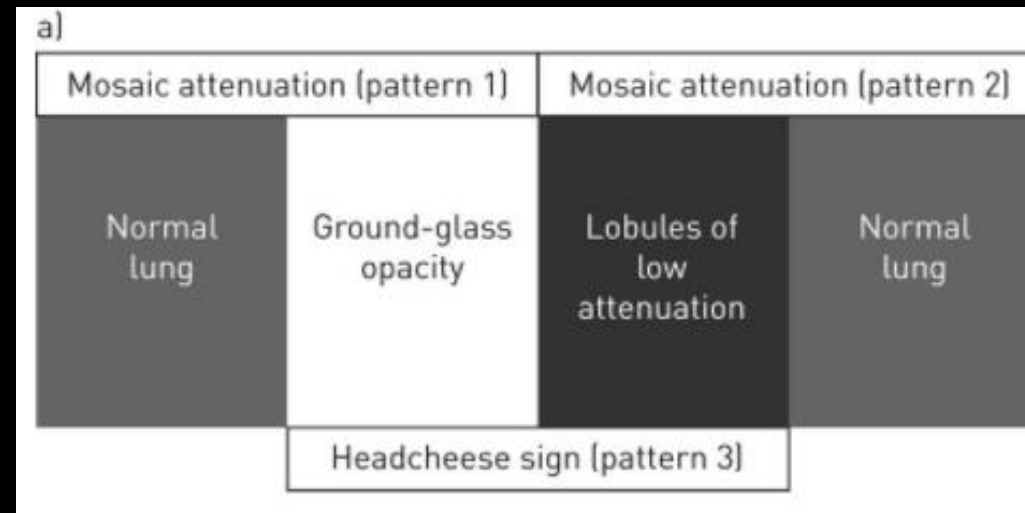 a)
Mosaic attenuation (pattern 1)
Mosaic attenuation (pattern 2)
Normal
lung
Ground-glass
opacity
Lobules of
low
attenuation
Normal
lung
Headcheese sign (pattern 3)